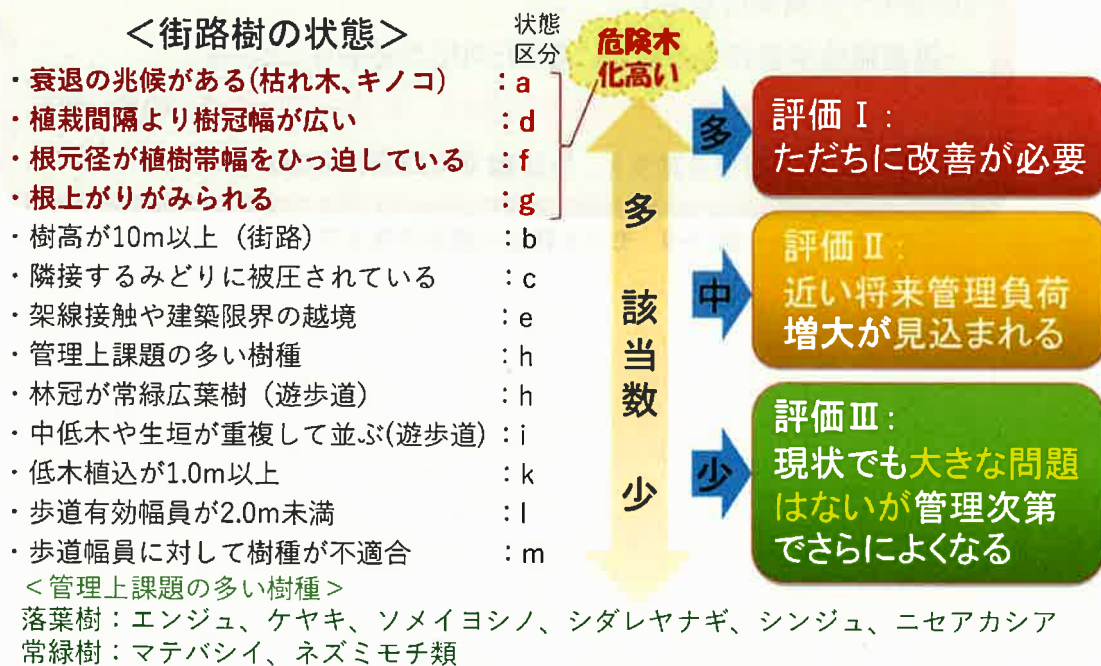 ＜街路樹の状態＞
状態
区分
危険木
化高い
・衰退の兆候がある(枯れ木、キノコ) ：a
・植栽間隔より樹冠幅が広い ：d
・根元径が植樹帯幅をひっ迫している ：f
・根上がりがみられる ：g
・樹高が10m以上（街路） ：b
・隣接するみどりに被圧されている ：c
・架線接触や建築限界の越境 ：e
・管理上課題の多い樹種 ：h
・林冠が常緑広葉樹（遊歩道） ：h
・中低木や生垣が重複して並ぶ(遊歩道)：i
・低木植込が1.0m以上 ：k
・歩道有効幅員が2.0m未満 ：l
・歩道幅員に対して樹種が不適合 ：m
多 該当数 少
多
評価Ⅰ：
ただちに改善が必要
中
評価Ⅱ：
近い将来管理負荷
増大が見込まれる
少
評価Ⅲ：
現状でも大きな問題
はないが管理次第
でさらによくなる
＜管理上課題の多い樹種＞
落葉樹：エンジュ、ケヤキ、ソメイヨシノ、シダレヤナギ、シンジュ、ニセアカシア
常緑樹：マテバシイ、ネズミモチ類